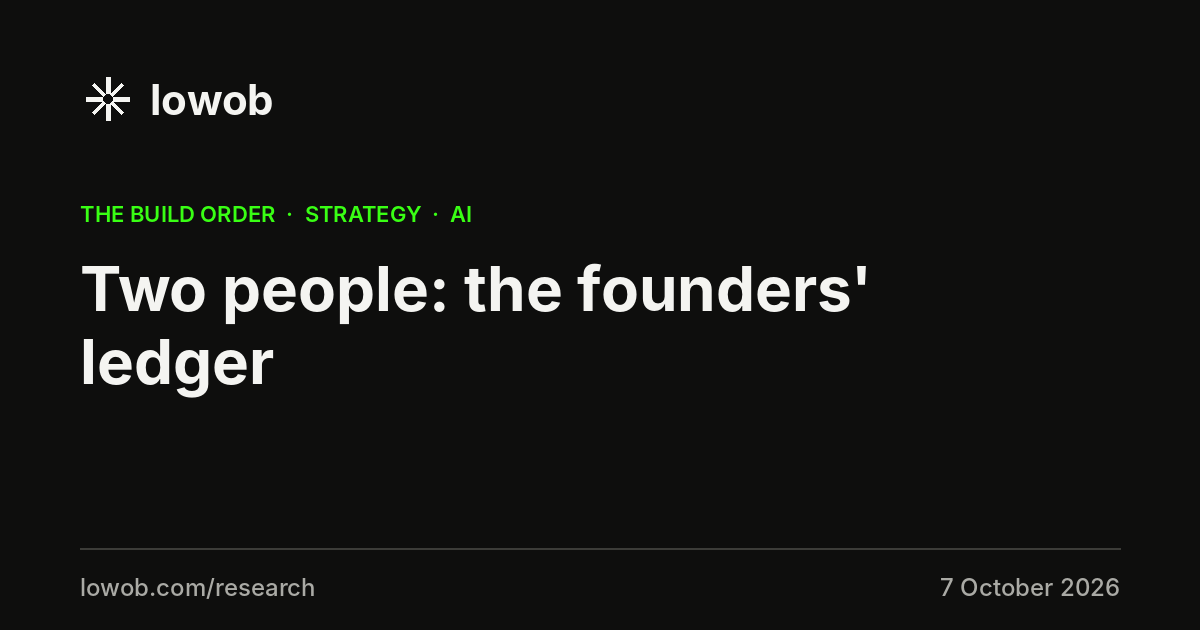 lowob
THE BUILD ORDER · STRATEGY · AI
Two people: the founders'
ledger
lowob.com/research
7 October 2026